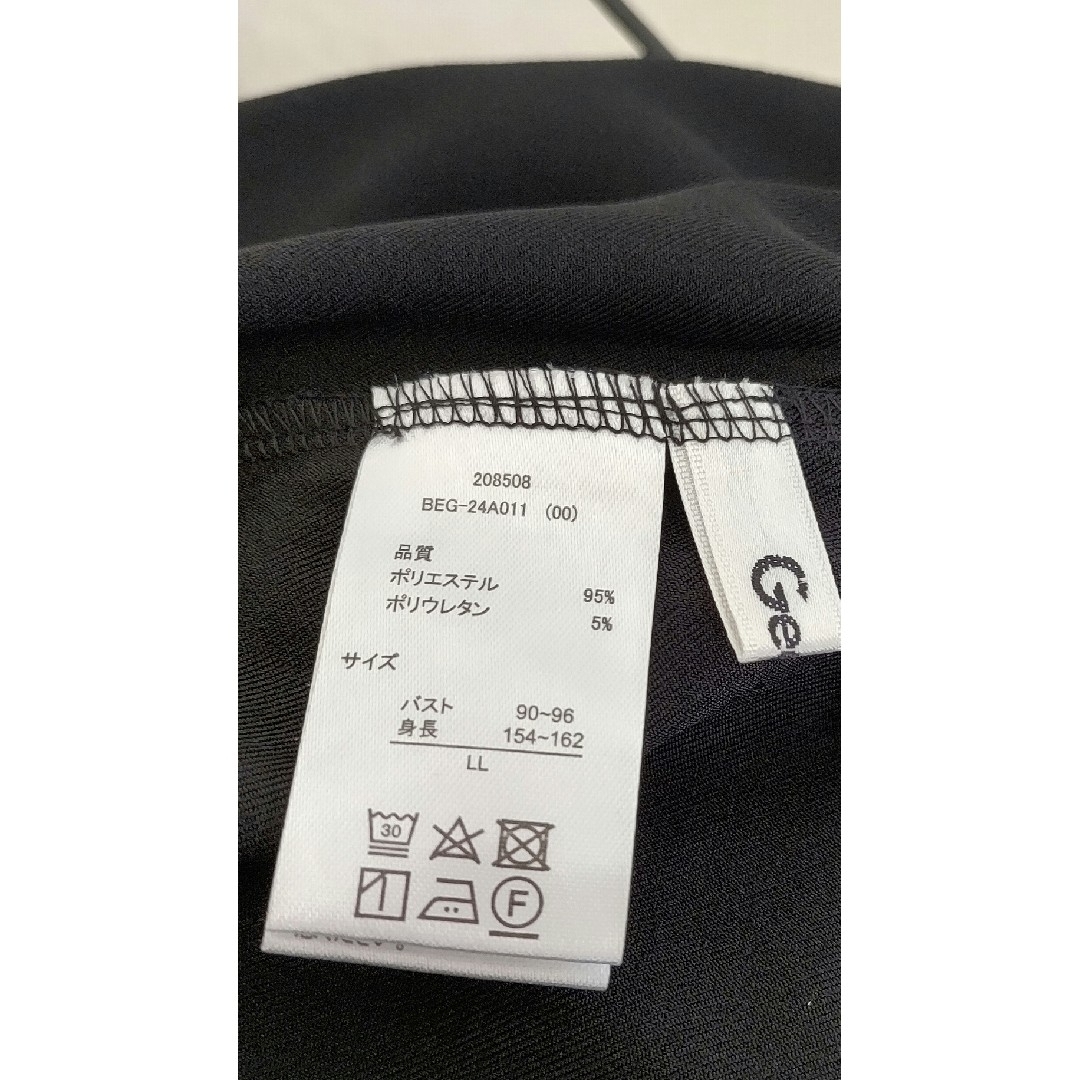 208508
BEG-24A011 (00)
品質
ポリエステル 95%
ポリウレタン 5%
サイズ
バスト 90~96
身長 154~162
LL
30
F